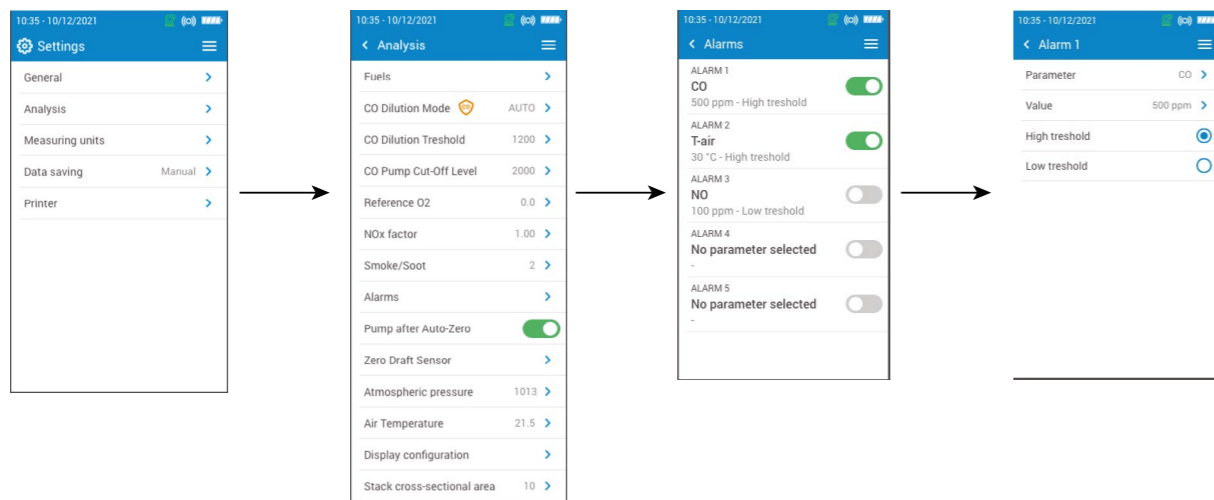 10:35 - 10/12/2021
Settings
General
Analysis
Measuring units
Data saving Manual
Printer
10:35 - 10/12/2021
Analysis
Fuels
CO Dilution Mode CO AUTO
CO Dilution Treshold 1200
CO Pump Cut-Off Level 2000
Reference O2 0.0
NOx factor 1.00
Smoke/Soot 2
Alarms
Pump after Auto-Zero
Zero Draft Sensor
Atmospheric pressure 1013
Air Temperature 21.5
Display configuration
Stack cross-sectional area 10
10:35 - 10/12/2021
Alarms
ALARM 1
CO
500 ppm - High treshold
ALARM 2
T-air
30 °C - High treshold
ALARM 3
NO
100 ppm - Low treshold
ALARM 4
No parameter selected
-
ALARM 5
No parameter selected
-
10:35 - 10/12/2021
Alarm 1
Parameter CO
Value 500 ppm
High treshold
Low treshold